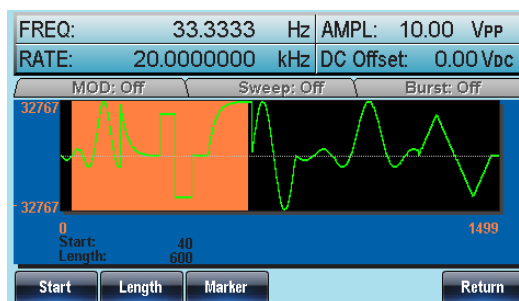 FREQ: 33.3333 Hz AMPL: 10.00 VPP
RATE: 20.0000000 kHz DC Offset: 0.00 VDC
MOD: Off Sweep: Off Burst: Off
32767
- 32767
0 1499
Start: 40
Length: 600
Start Length Marker Return